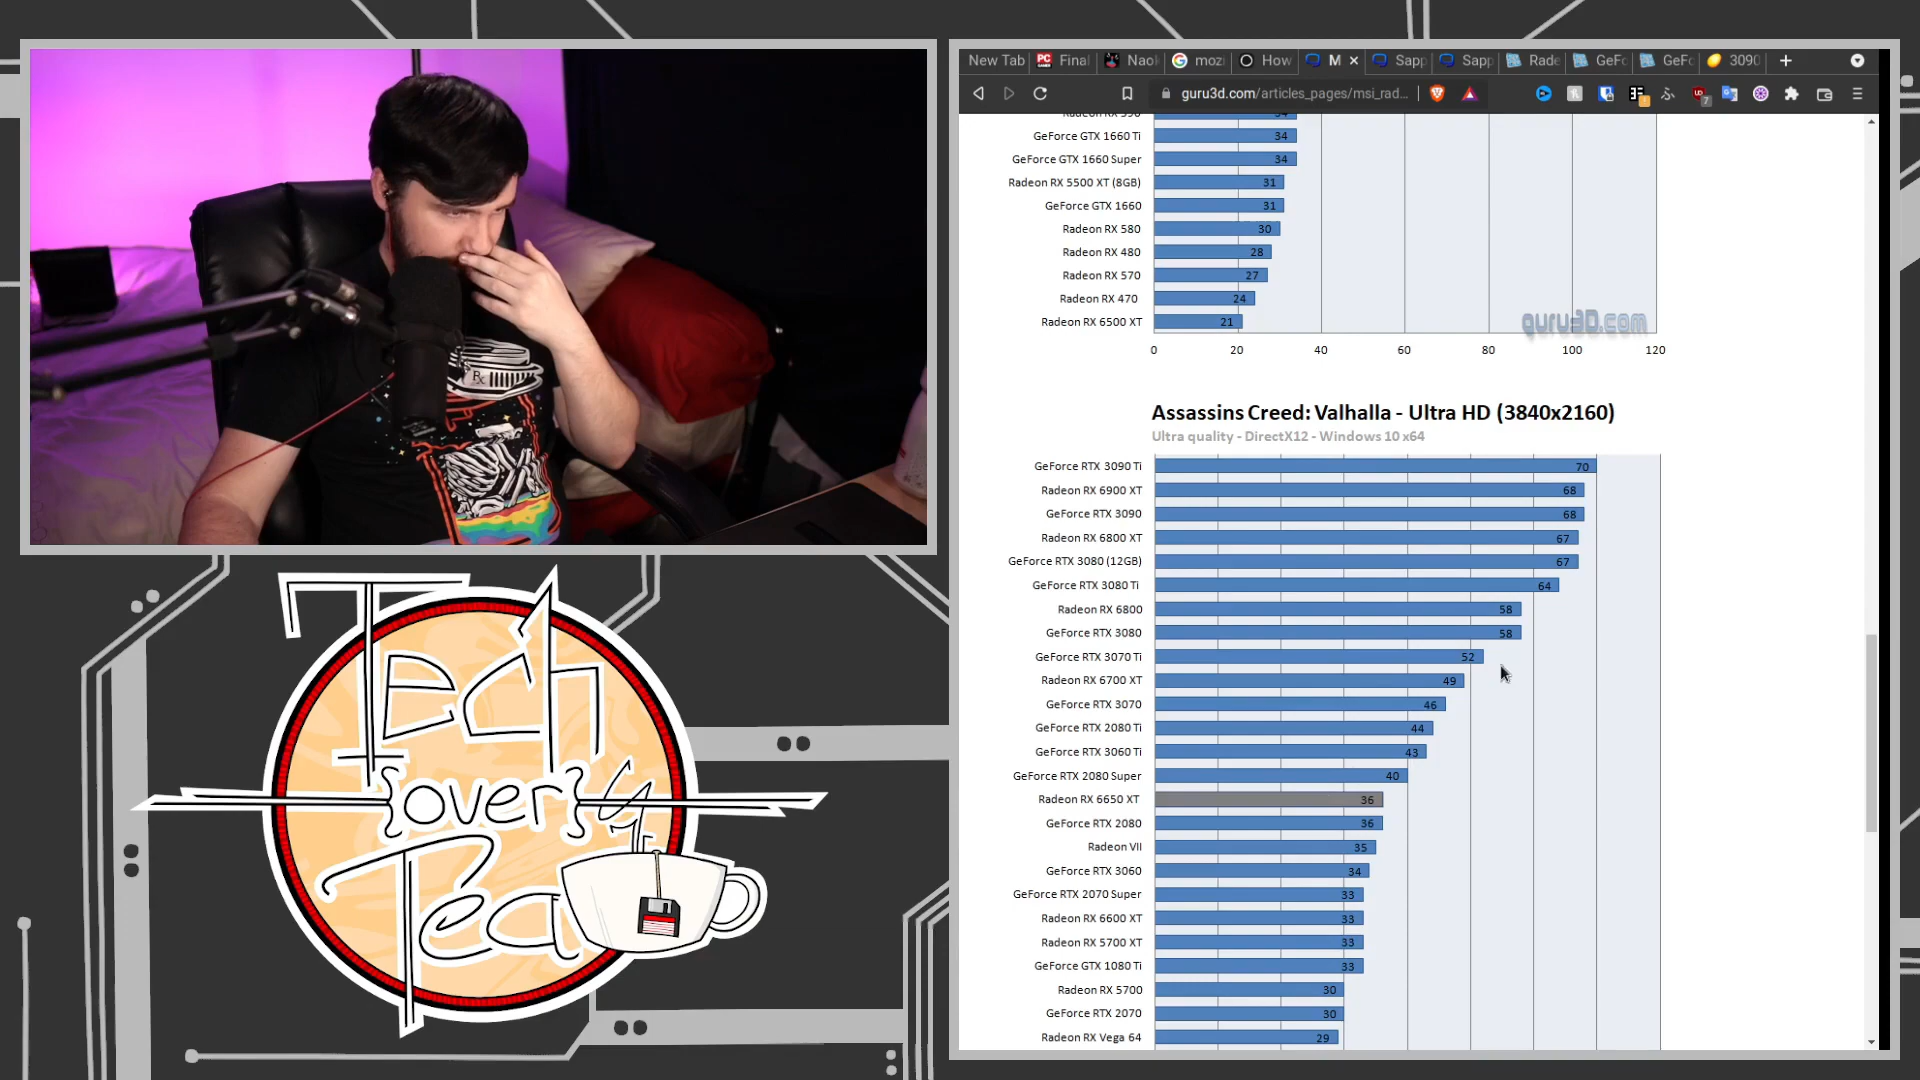 New Tab
Final
Naok
mozi
How
M
Sapp
Sapp
Rade
GeFo
GeFo
3090
guru3d.com/articles_pages/msi_rad...
Radeon RX 590 34
GeForce GTX 1660 Ti 34
GeForce GTX 1660 Super 34
Radeon RX 5500 XT (8GB) 31
GeForce GTX 1660 31
Radeon RX 580 30
Radeon RX 480 28
Radeon RX 570 27
Radeon RX 470 24
Radeon RX 6500 XT 21
guru3D.com
0 20 40 60 80 100 120
Assassins Creed: Valhalla - Ultra HD (3840x2160)
Ultra quality - DirectX12 - Windows 10 x64
GeForce RTX 3090 Ti 70
Radeon RX 6900 XT 68
GeForce RTX 3090 68
Radeon RX 6800 XT 67
GeForce RTX 3080 (12GB) 67
GeForce RTX 3080 Ti 64
Radeon RX 6800 58
GeForce RTX 3080 58
GeForce RTX 3070 Ti 52
Radeon RX 6700 XT 49
GeForce RTX 3070 46
GeForce RTX 2080 Ti 44
GeForce RTX 3060 Ti 43
GeForce RTX 2080 Super 40
Radeon RX 6650 XT 36
GeForce RTX 2080 36
Radeon VII 35
GeForce RTX 3060 34
GeForce RTX 2070 Super 33
Radeon RX 6600 XT 33
Radeon RX 5700 XT 33
GeForce GTX 1080 Ti 33
Radeon RX 5700 30
GeForce RTX 2070 30
Radeon RX Vega 64 29
Rx
Tech
Over
Tea